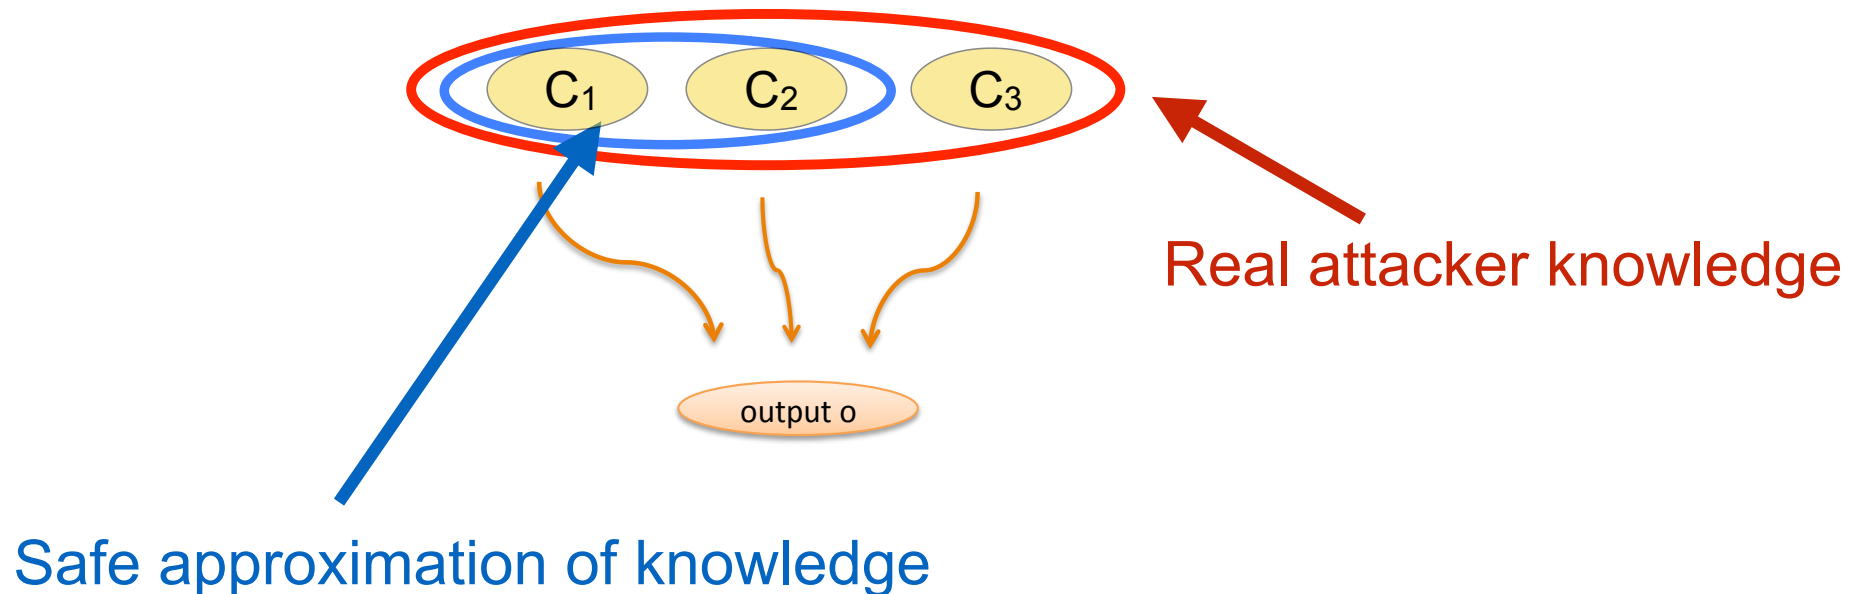 C₁ C₂ C₃
Real attacker knowledge
output o
Safe approximation of knowledge